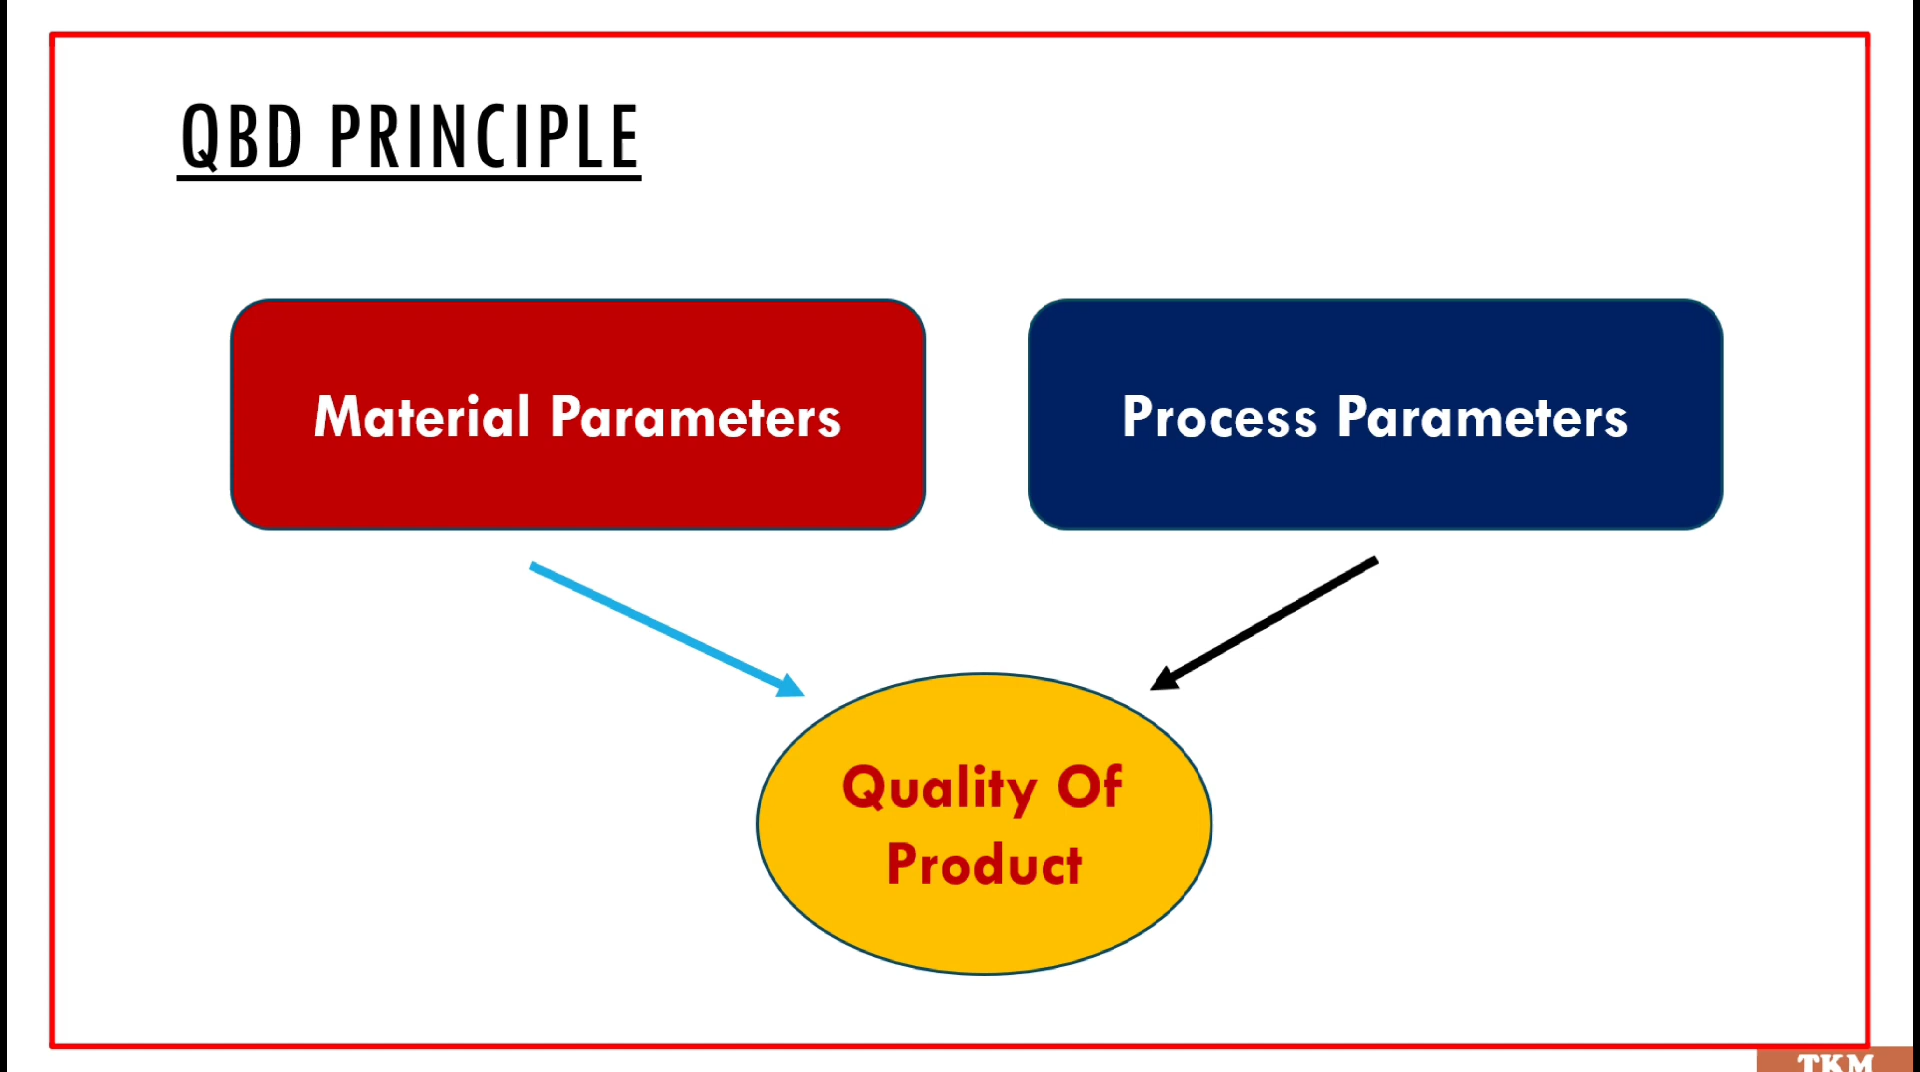 QBD PRINCIPLE
Material Parameters
Process Parameters
Quality Of
Product
TKM